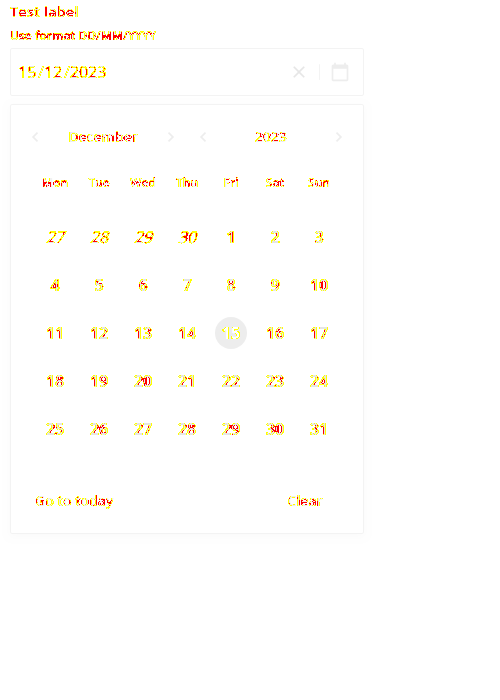 Test label
Use format DD/MM/YYYY
15/12/2023
December 2023
Mon Tue Wed Thu Fri Sat Sun
27 28 29 30 1 2 3
4 5 6 7 8 9 10
11 12 13 14 15 16 17
18 19 20 21 22 23 24
25 26 27 28 29 30 31
Go to today Clear